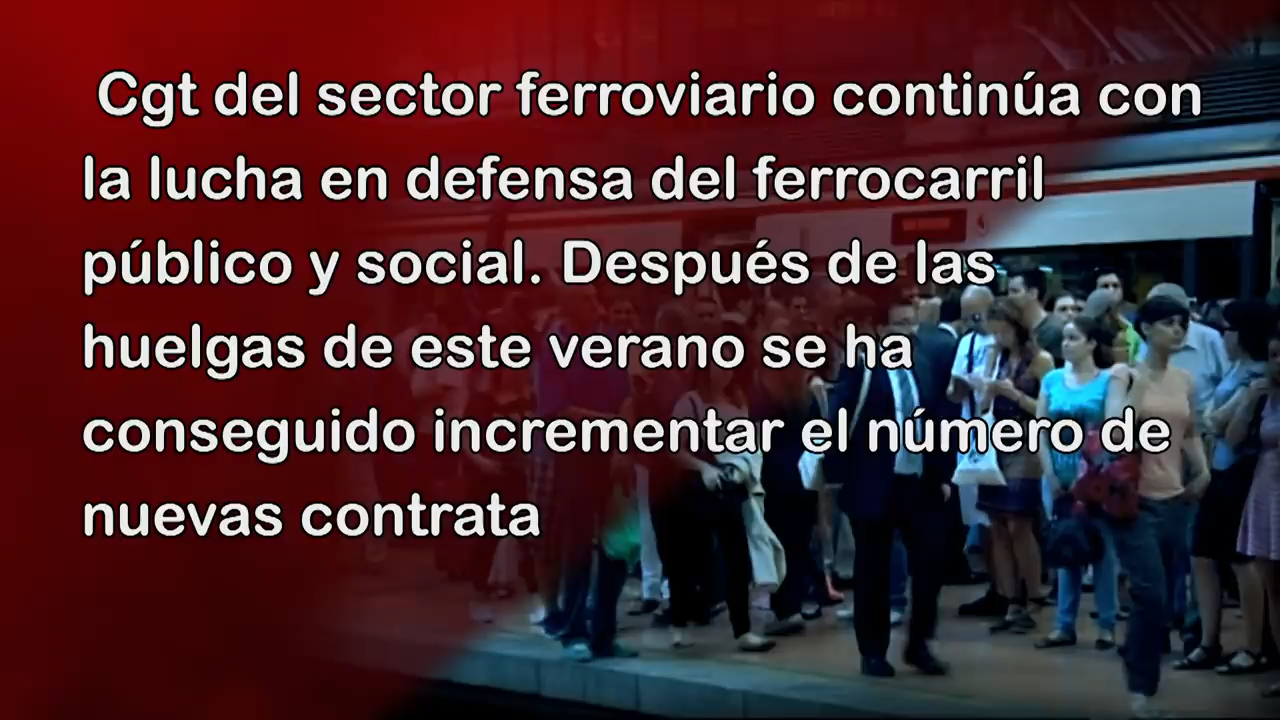 Cgt del sector ferroviario continúa con
la lucha en defensa del ferrocarril
público y social. Después de las
huelgas de este verano se ha
conseguido incrementar el número de
nuevas contrata